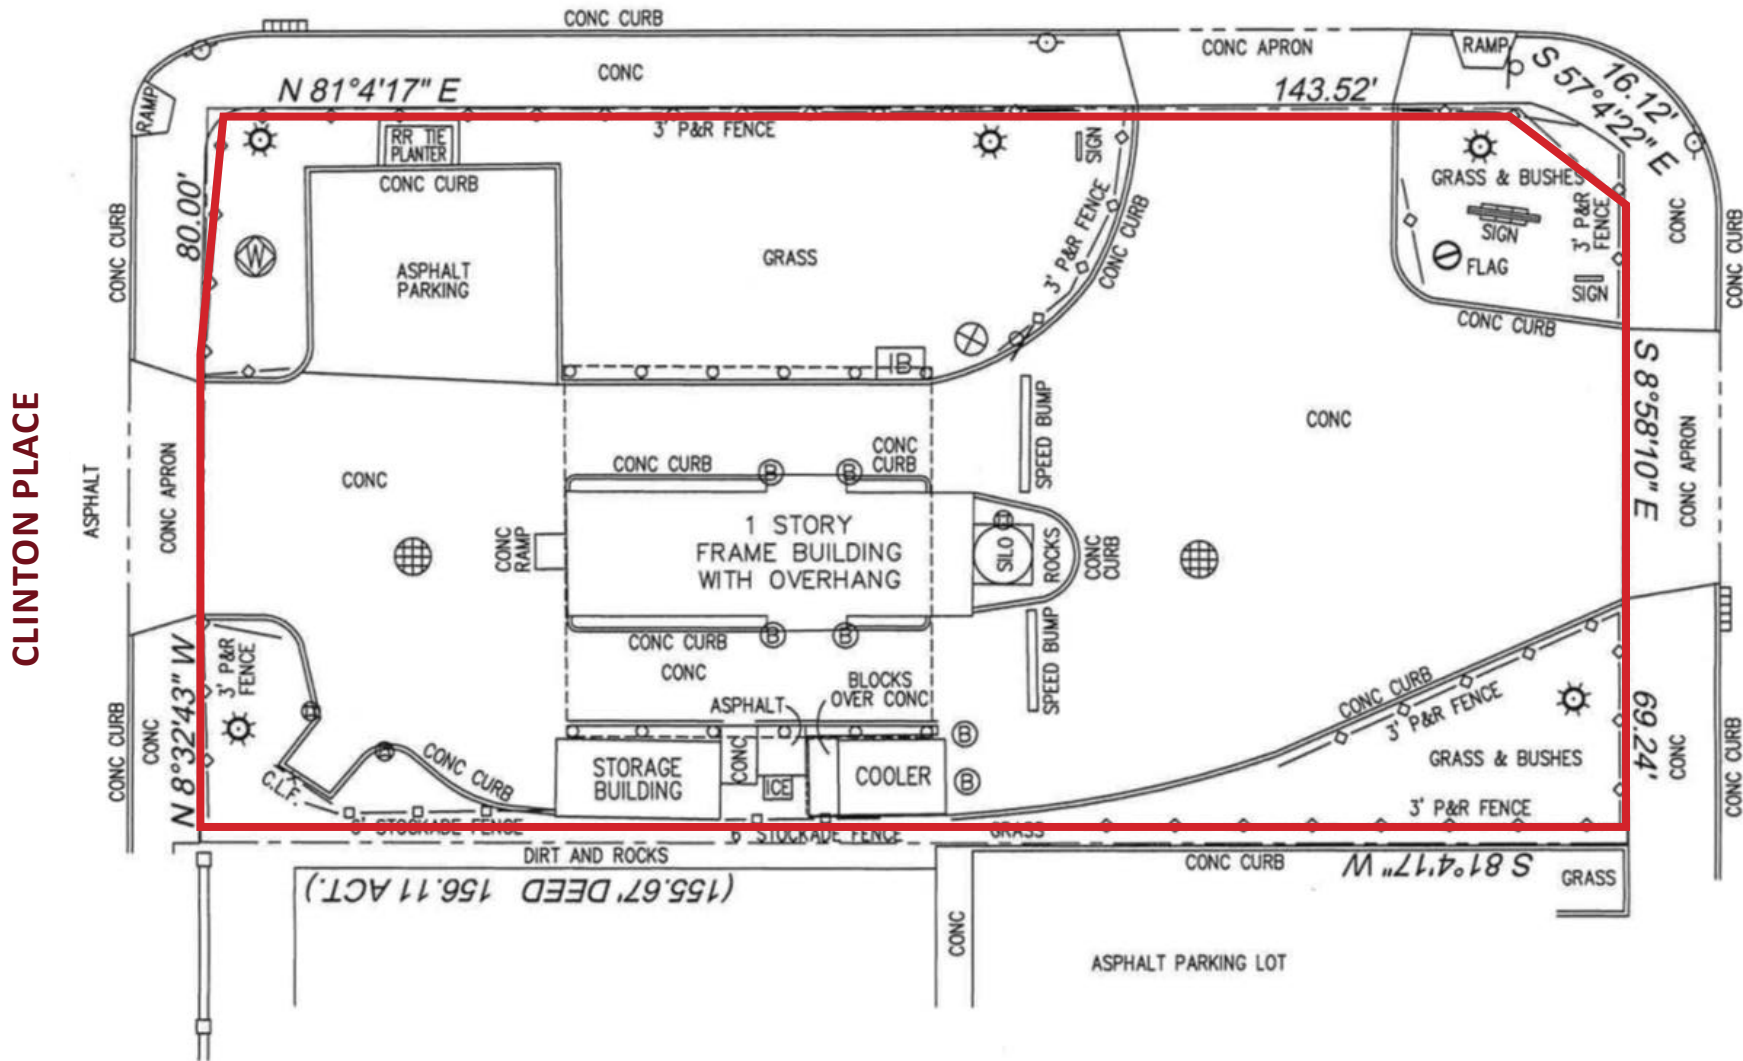 CONC CURB
CONC APRON
RAMP
CONC
S 57°4'22" E
16.12'
N 81°4'17" E
143.52'
RAMP
3' P&R FENCE
RR TIE
PLANTER
SIGN
CONC CURB
GRASS & BUSHES
80.00'
3' P&R FENCE
CONC CURB
3' P&R
FENCE
SIGN
CONC
CONC CURB
CONC CURB
W
ASPHALT
PARKING
GRASS
FLAG
SIGN
CONC CURB
IB
S 8°58'10" E
CLINTON PLACE
ASPHALT
CONC APRON
CONC
CONC CURB
B
B
CONC
CURB
SPEED BUMP
CONC
CONC APRON
CONC
RAMP
1 STORY
FRAME BUILDING
WITH OVERHANG
SILO
ROCKS
CONC
CURB
N 8°32'43" W
3' P&R
FENCE
CONC CURB
B
B
CONC
SPEED BUMP
BLOCKS
OVER CONC
ASPHALT
CONC CURB
3' P&R FENCE
69.24'
CONC CURB
CONC
C.L.F.
CONC CURB
STORAGE
BUILDING
CONC
ICE
COOLER
B
B
GRASS & BUSHES
CONC
CONC CURB
3' P&R FENCE
6' STOCKADE FENCE
6' STOCKADE FENCE
GRASS
DIRT AND ROCKS
CONC CURB
S 81°4'17" W
GRASS
(155.67' DEED 156.11 ACT.)
CONC
ASPHALT PARKING LOT